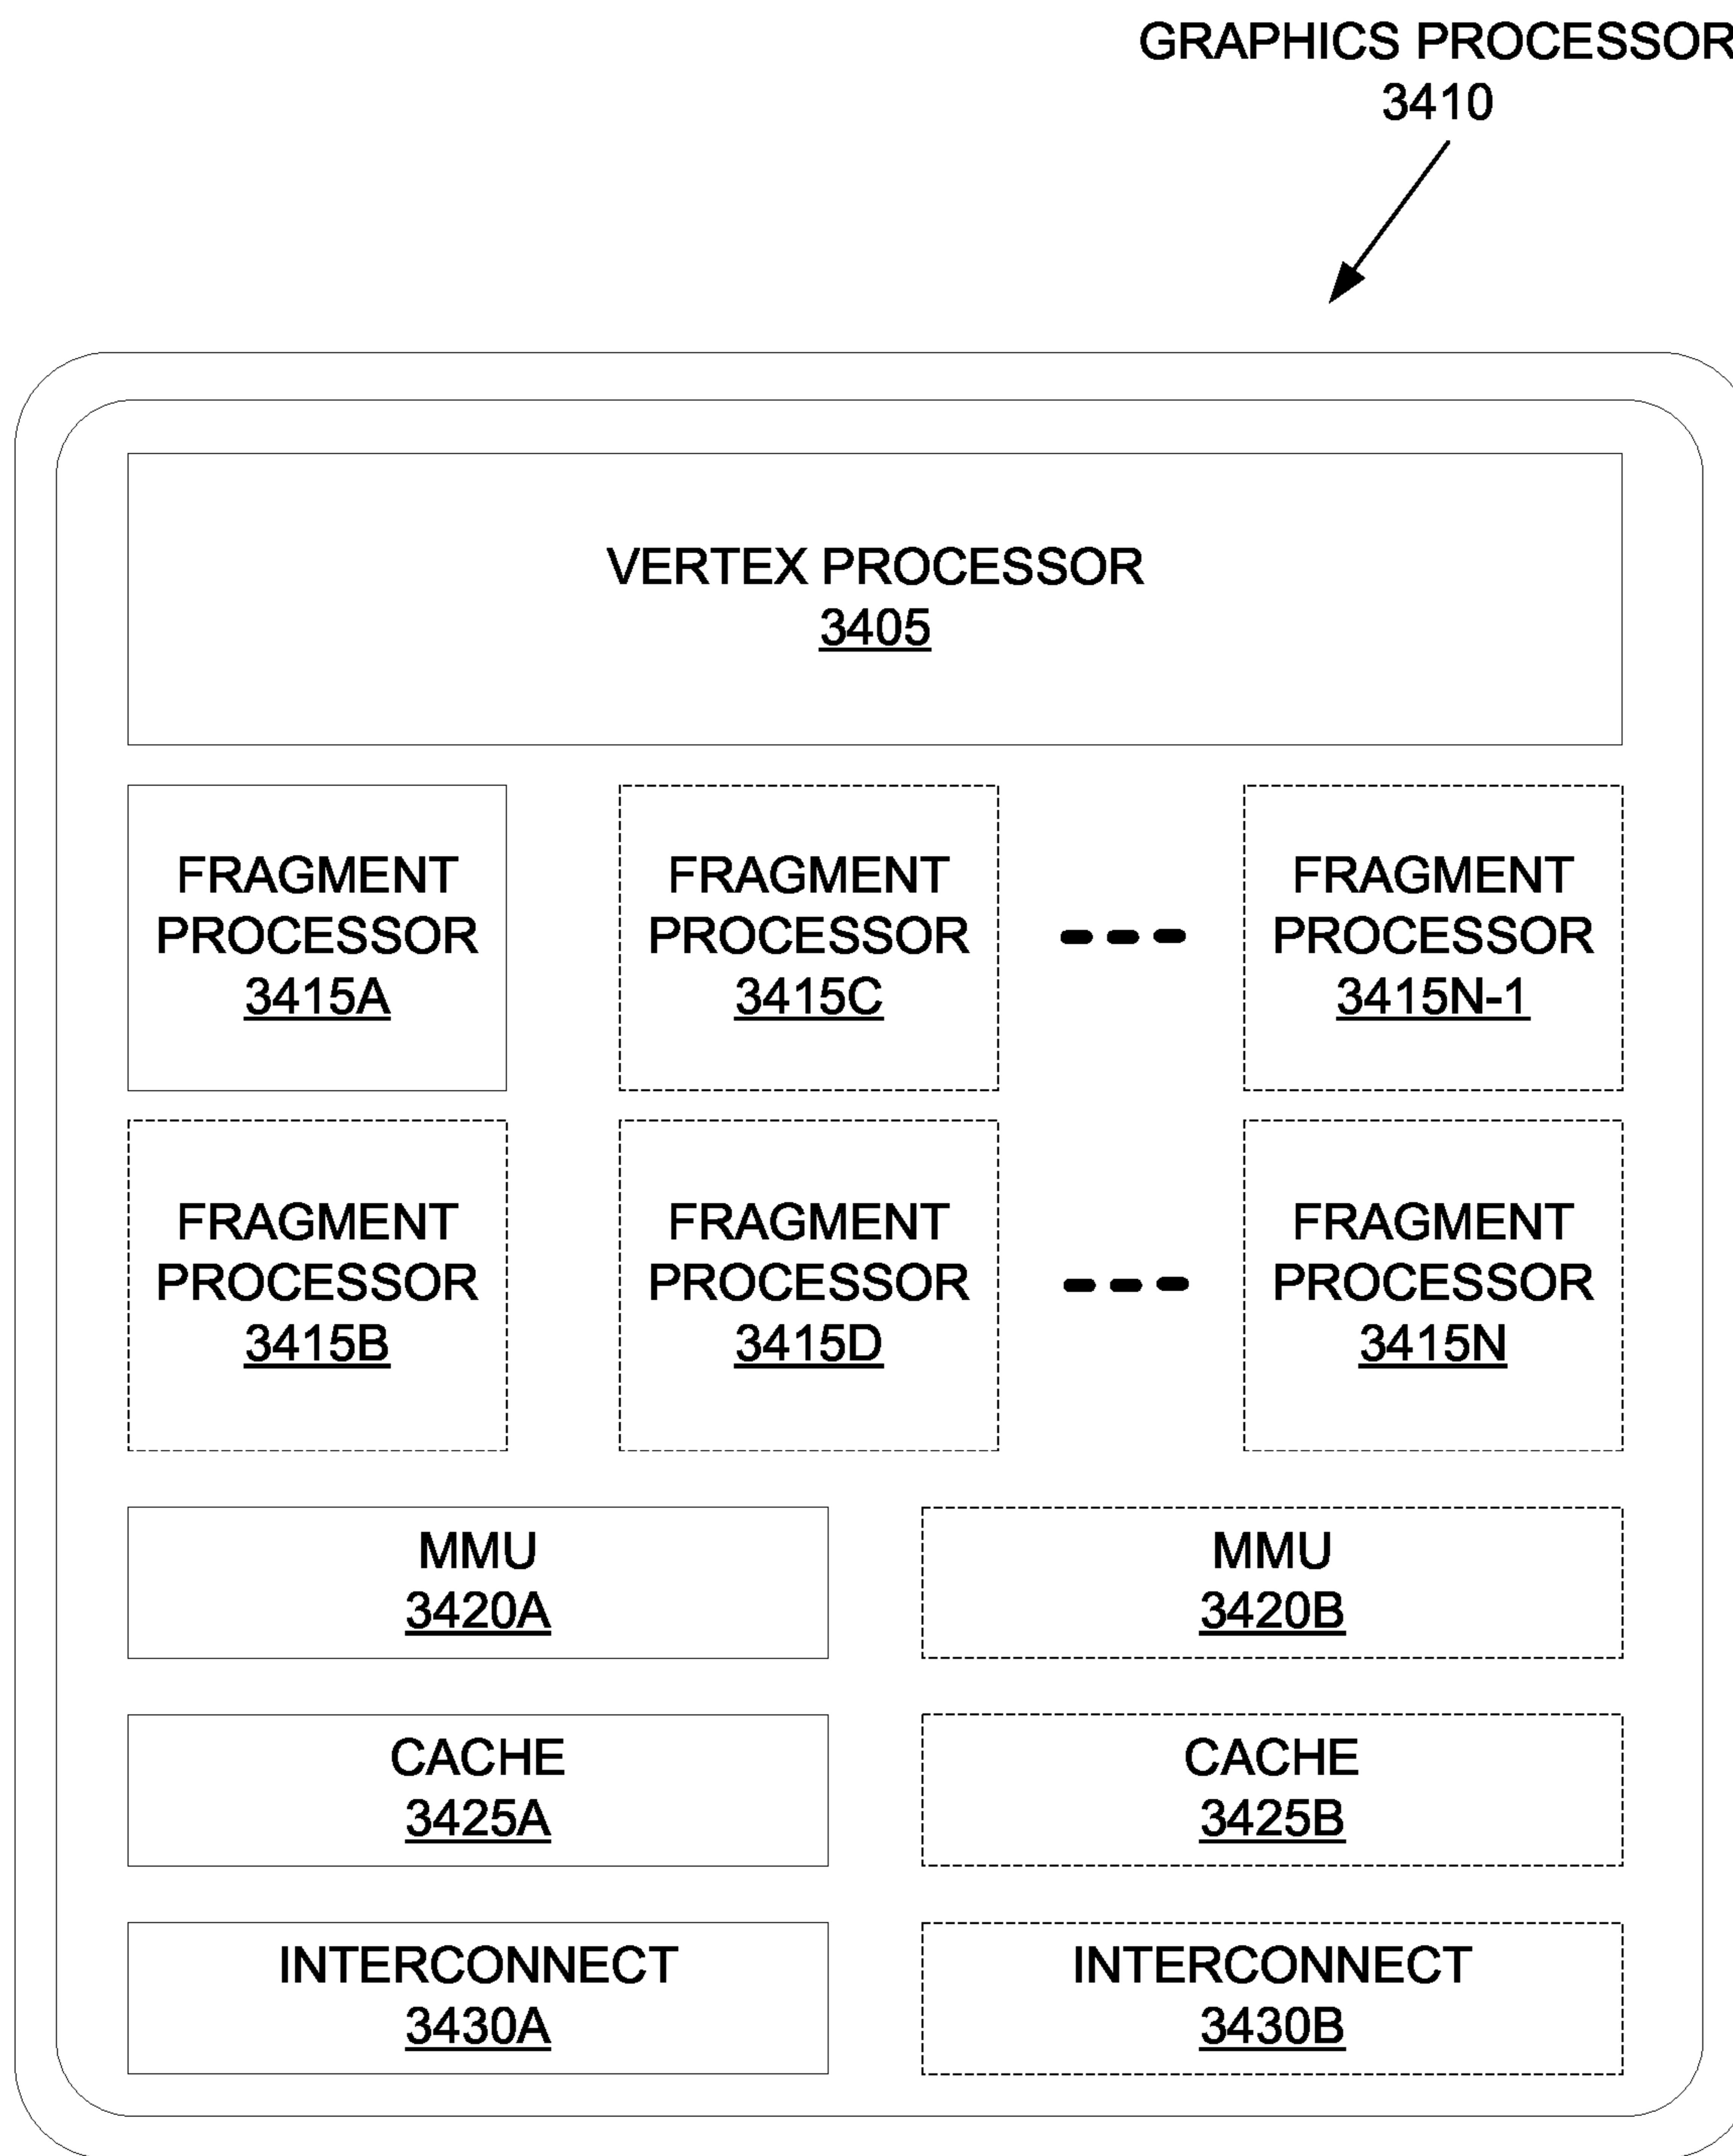 GRAPHICS PROCESSOR
3410
VERTEX PROCESSOR
3405
FRAGMENT
PROCESSOR
3415A
FRAGMENT
PROCESSOR
3415C
FRAGMENT
PROCESSOR
3415N-1
FRAGMENT
PROCESSOR
3415B
FRAGMENT
PROCESSOR
3415D
FRAGMENT
PROCESSOR
3415N
MMU
3420A
MMU
3420B
CACHE
3425A
CACHE
3425B
INTERCONNECT
3430A
INTERCONNECT
3430B